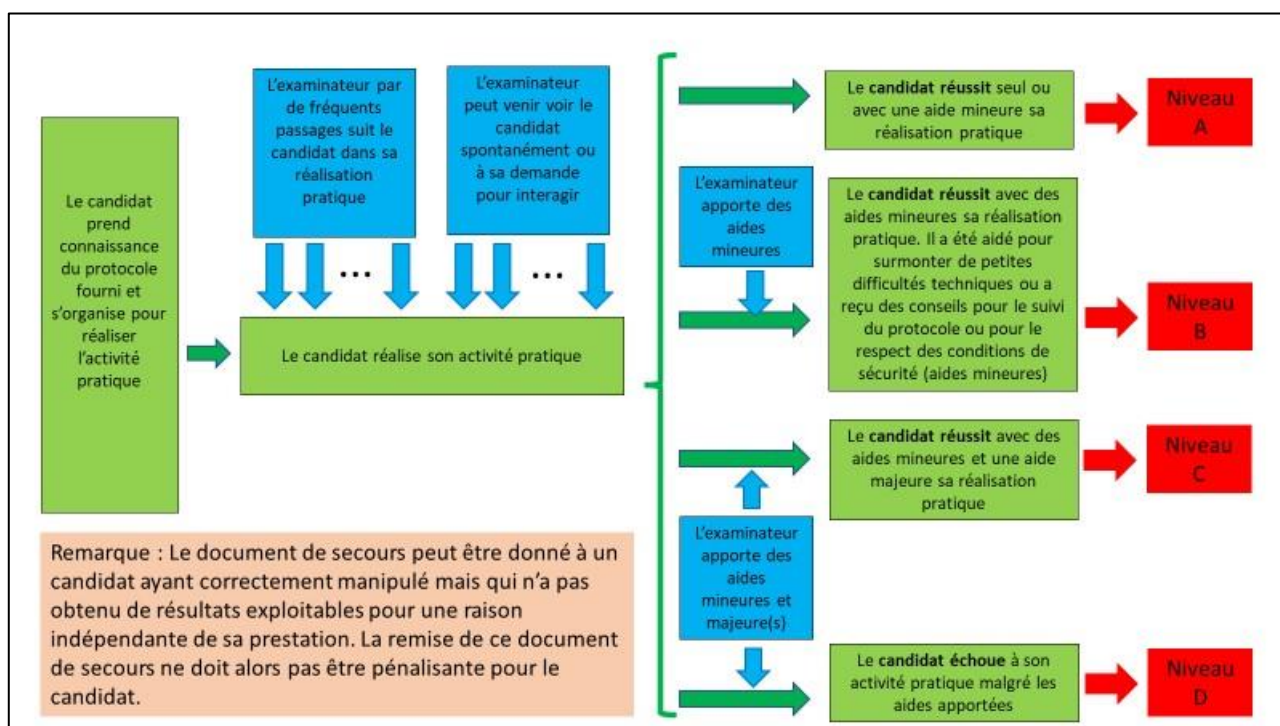 Le candidat
prend
connaissance
du protocole
fourni et
s’organise pour
réaliser
l’activité
pratique
L’examinateur par
de fréquents
passages suit le
candidat dans sa
réalisation
pratique
L’examinateur
peut venir voir le
candidat
spontanément ou
à sa demande
pour interagir
...
...
Le candidat réalise son activité pratique
Le candidat réussit seul ou
avec une aide mineure sa
réalisation pratique
Niveau
A
L’examinateur
apporte des
aides
mineures
Le candidat réussit avec des
aides mineures sa réalisation
pratique. Il a été aidé pour
surmonter de petites
difficultés techniques ou a
reçu des conseils pour le suivi
du protocole ou pour le
respect des conditions de
sécurité (aides mineures)
Niveau
B
Le candidat réussit avec des
aides mineures et une aide
majeure sa réalisation
pratique
Niveau
C
L’examinateur
apporte des
aides
mineures et
majeure(s)
Le candidat échoue à son
activité pratique malgré les
aides apportées
Niveau
D
Remarque : Le document de secours peut être donné à un
candidat ayant correctement manipulé mais qui n’a pas
obtenu de résultats exploitables pour une raison
indépendante de sa prestation. La remise de ce document
de secours ne doit alors pas être pénalisante pour le
candidat.